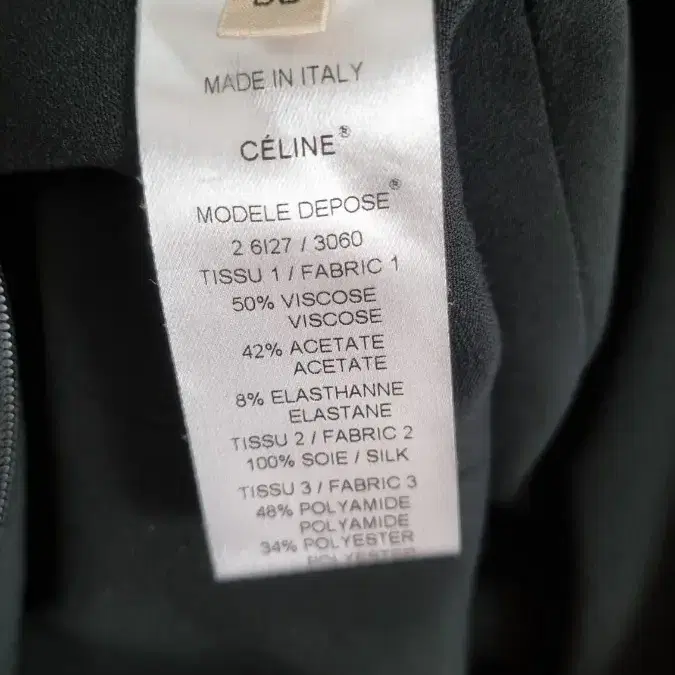 MADE IN ITALY
CÉLINE®
MODELE DEPOSE®
2 6I27 / 3060
TISSU 1 / FABRIC 1
50% VISCOSE
VISCOSE
42% ACETATE
ACETATE
8% ELASTHANNE
ELASTANE
TISSU 2 / FABRIC 2
100% SOIE / SILK
TISSU 3 / FABRIC 3
48% POLYAMIDE
POLYAMIDE
34% POLYESTER
POLYESTER